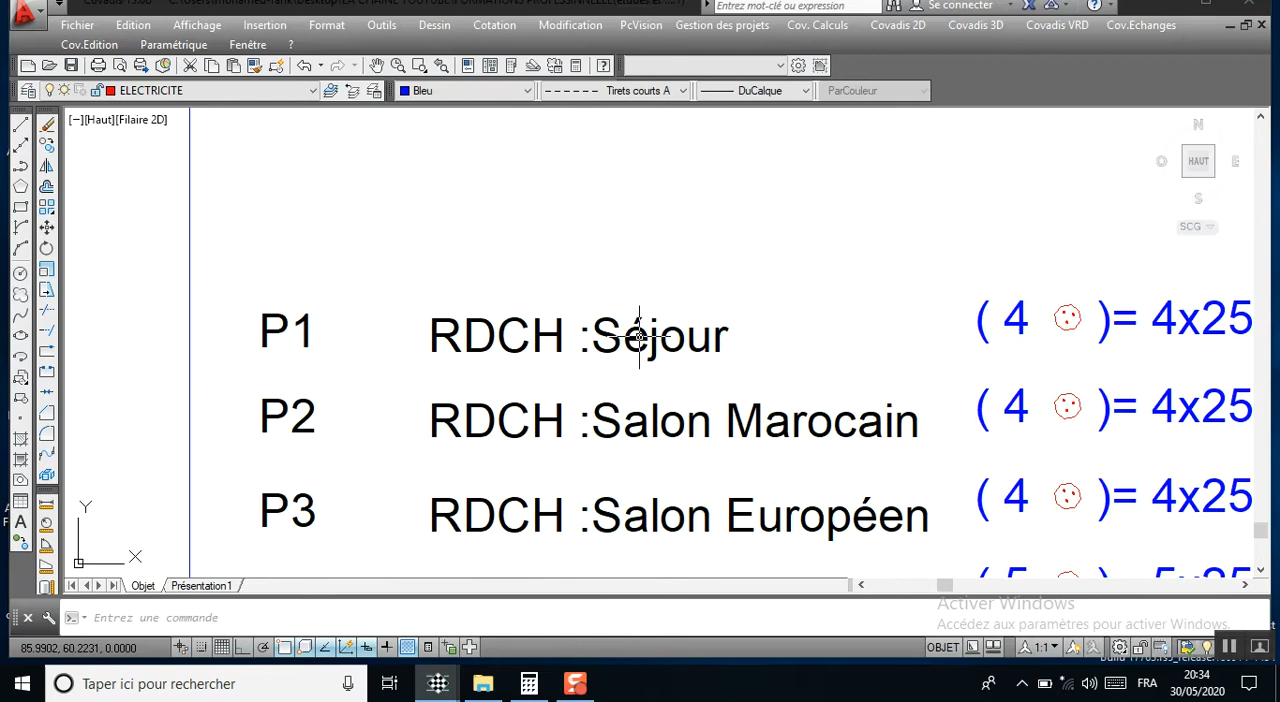 Entrez mot-clé ou expression
Se connecter
Fichier Edition Affichage Insertion Format Outils Dessin Cotation Modification PcVision Gestion des projets Cov. Calculs Covadis 2D Covadis 3D Covadis VRD Cov.Echanges
Cov.Edition Paramétrique Fenêtre ?
ELECTRICITE Bleu Tirets courts A DuCalque ParCouleur
[−][Haut][Filaire 2D]
N
O HAUT E
S
SCG
P1 RDCH :Séjour ( 4 )= 4x25
P2 RDCH :Salon Marocain ( 4 )= 4x25
P3 RDCH :Salon Européen ( 4 )= 4x25
Y
X
A
Objet Présentation1
Activer Windows
Accédez aux paramètres pour activer Windows.
Entrez une commande
85.9902, 60.2231, 0.0000 OBJET 1:1
Taper ici pour rechercher
FRA
20:34
30/05/2020